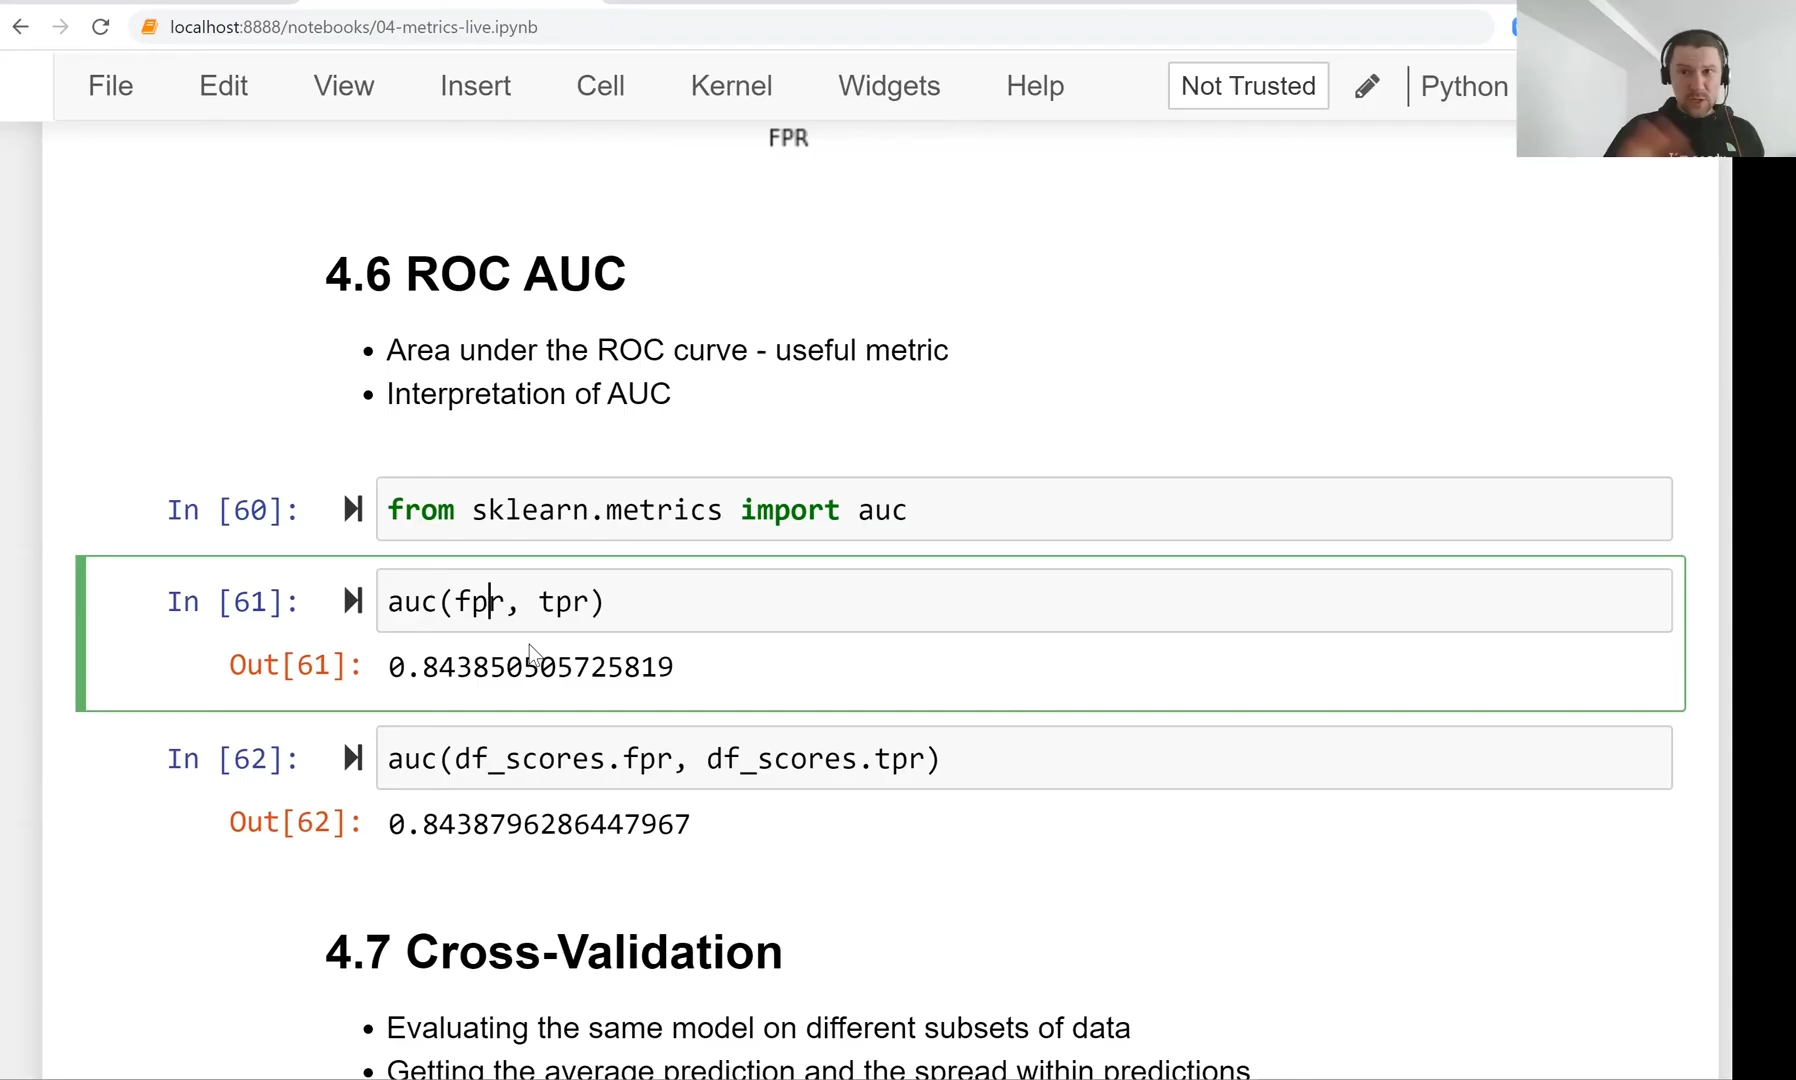 localhost:8888/notebooks/04-metrics-live.ipynb
File Edit View Insert Cell Kernel Widgets Help Not Trusted Python
FPR
4.6 ROC AUC
• Area under the ROC curve - useful metric
• Interpretation of AUC
In [60]: from sklearn.metrics import auc
In [61]: auc(fpr, tpr)
Out[61]: 0.843850505725819
In [62]: auc(df_scores.fpr, df_scores.tpr)
Out[62]: 0.8438796286447967
4.7 Cross-Validation
• Evaluating the same model on different subsets of data
• Getting the average prediction and the spread within predictions